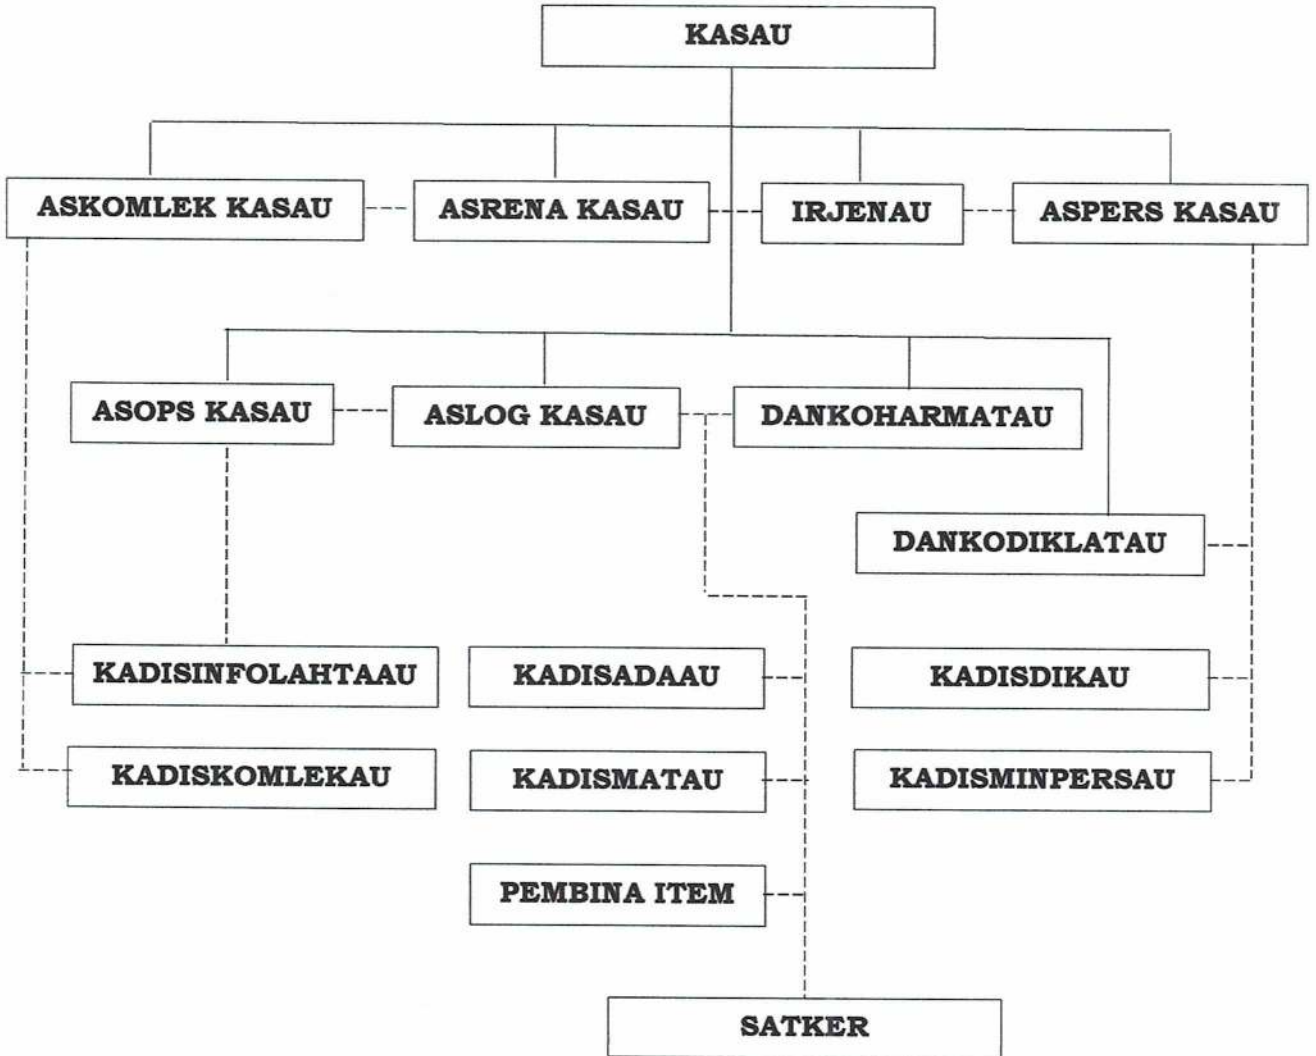 KASAU
ASKOMLEK KASAU
ASRENA KASAU
IRJENAU
ASPERS KASAU
ASOPS KASAU
ASLOG KASAU
DANKOHARMATAU
DANKODIKLATAU
KADISINFOLAHTAAU
KADISADAAU
KADISDIKAU
KADISKOMLEKAU
KADISMATAU
KADISMINPERSAU
PEMBINA ITEM
SATKER